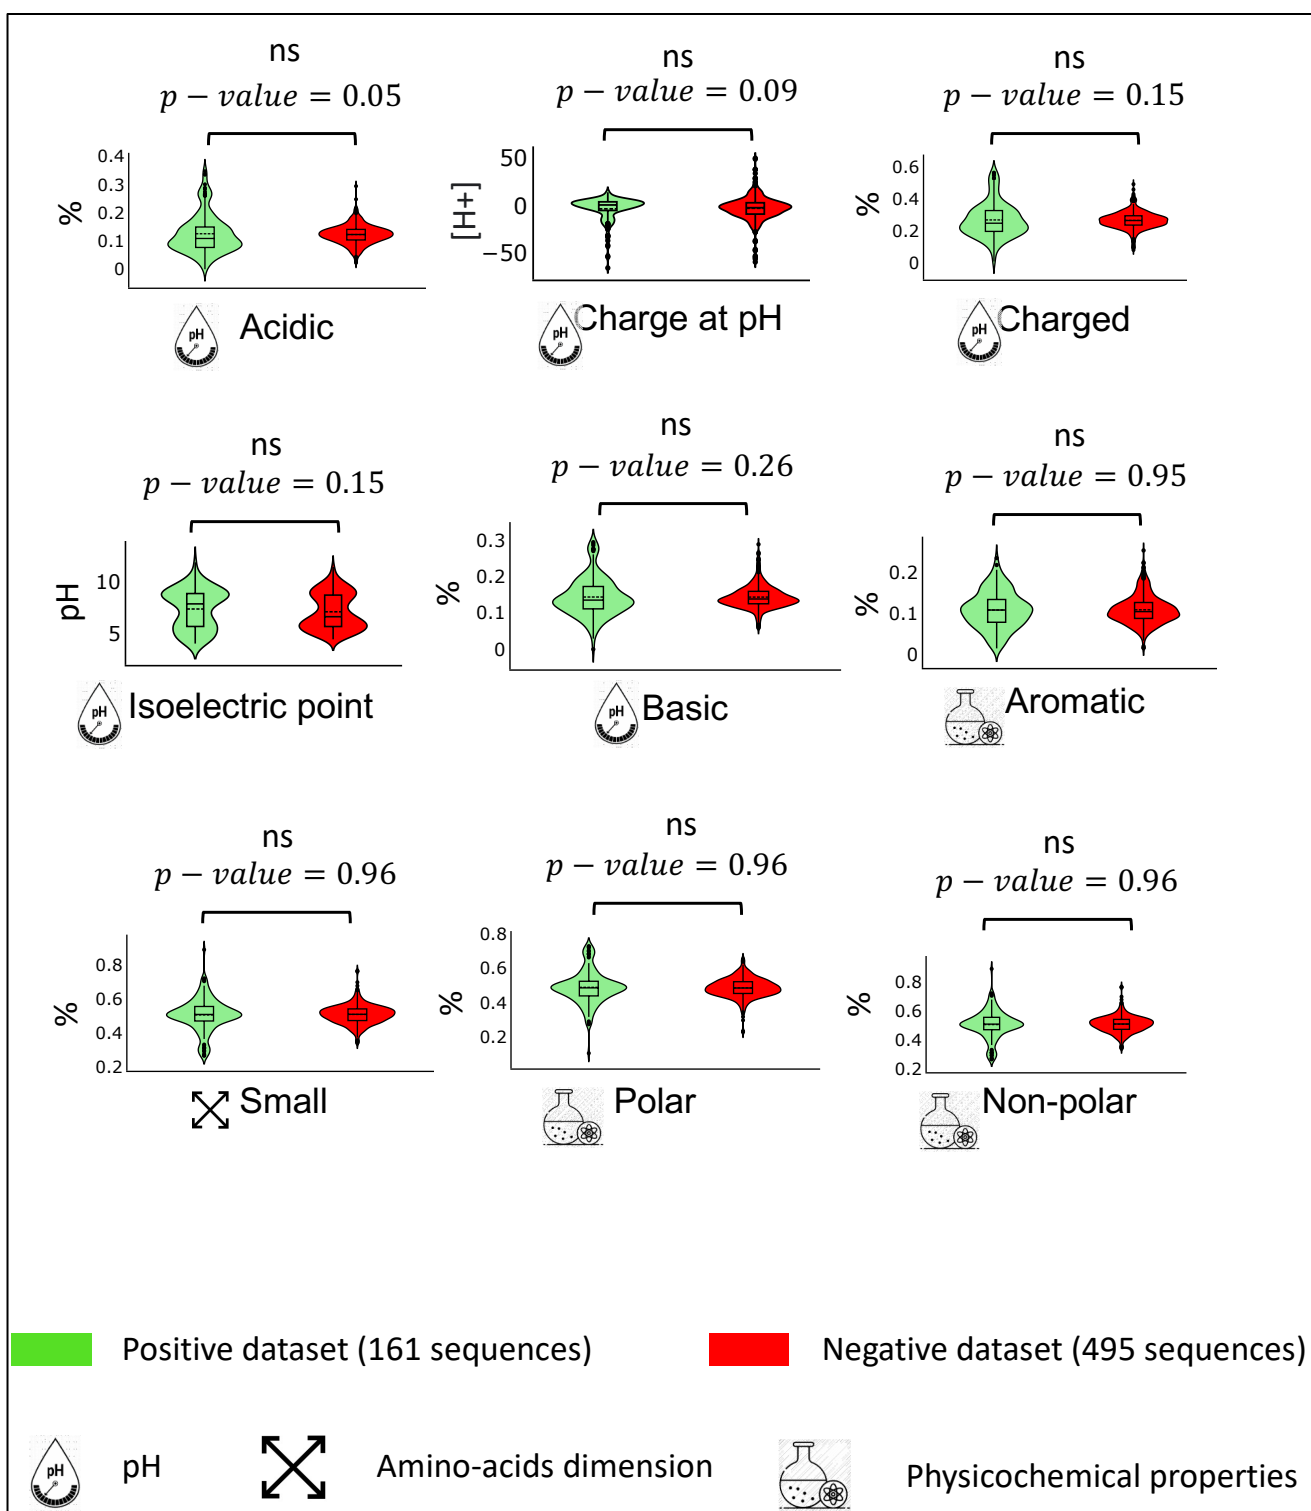 ns
p − value = 0.05
0.4
0.3
0.2
0.1
0
%
pH
Acidic
ns
p − value = 0.09
50
0
−50
[H+]
pH
Charge at pH
ns
p − value = 0.15
0.6
0.4
0.2
0
%
pH
Charged
ns
p − value = 0.15
10
5
pH
pH
Isoelectric point
ns
p − value = 0.26
0.3
0.2
0.1
0
%
pH
Basic
ns
p − value = 0.95
0.2
0.1
0
%
Aromatic
ns
p − value = 0.96
0.8
0.6
0.4
0.2
%
Small
ns
p − value = 0.96
0.8
0.6
0.4
0.2
%
Polar
ns
p − value = 0.96
0.8
0.6
0.4
0.2
%
Non-polar
Positive dataset (161 sequences)
Negative dataset (495 sequences)
pH
pH
Amino-acids dimension
Physicochemical properties